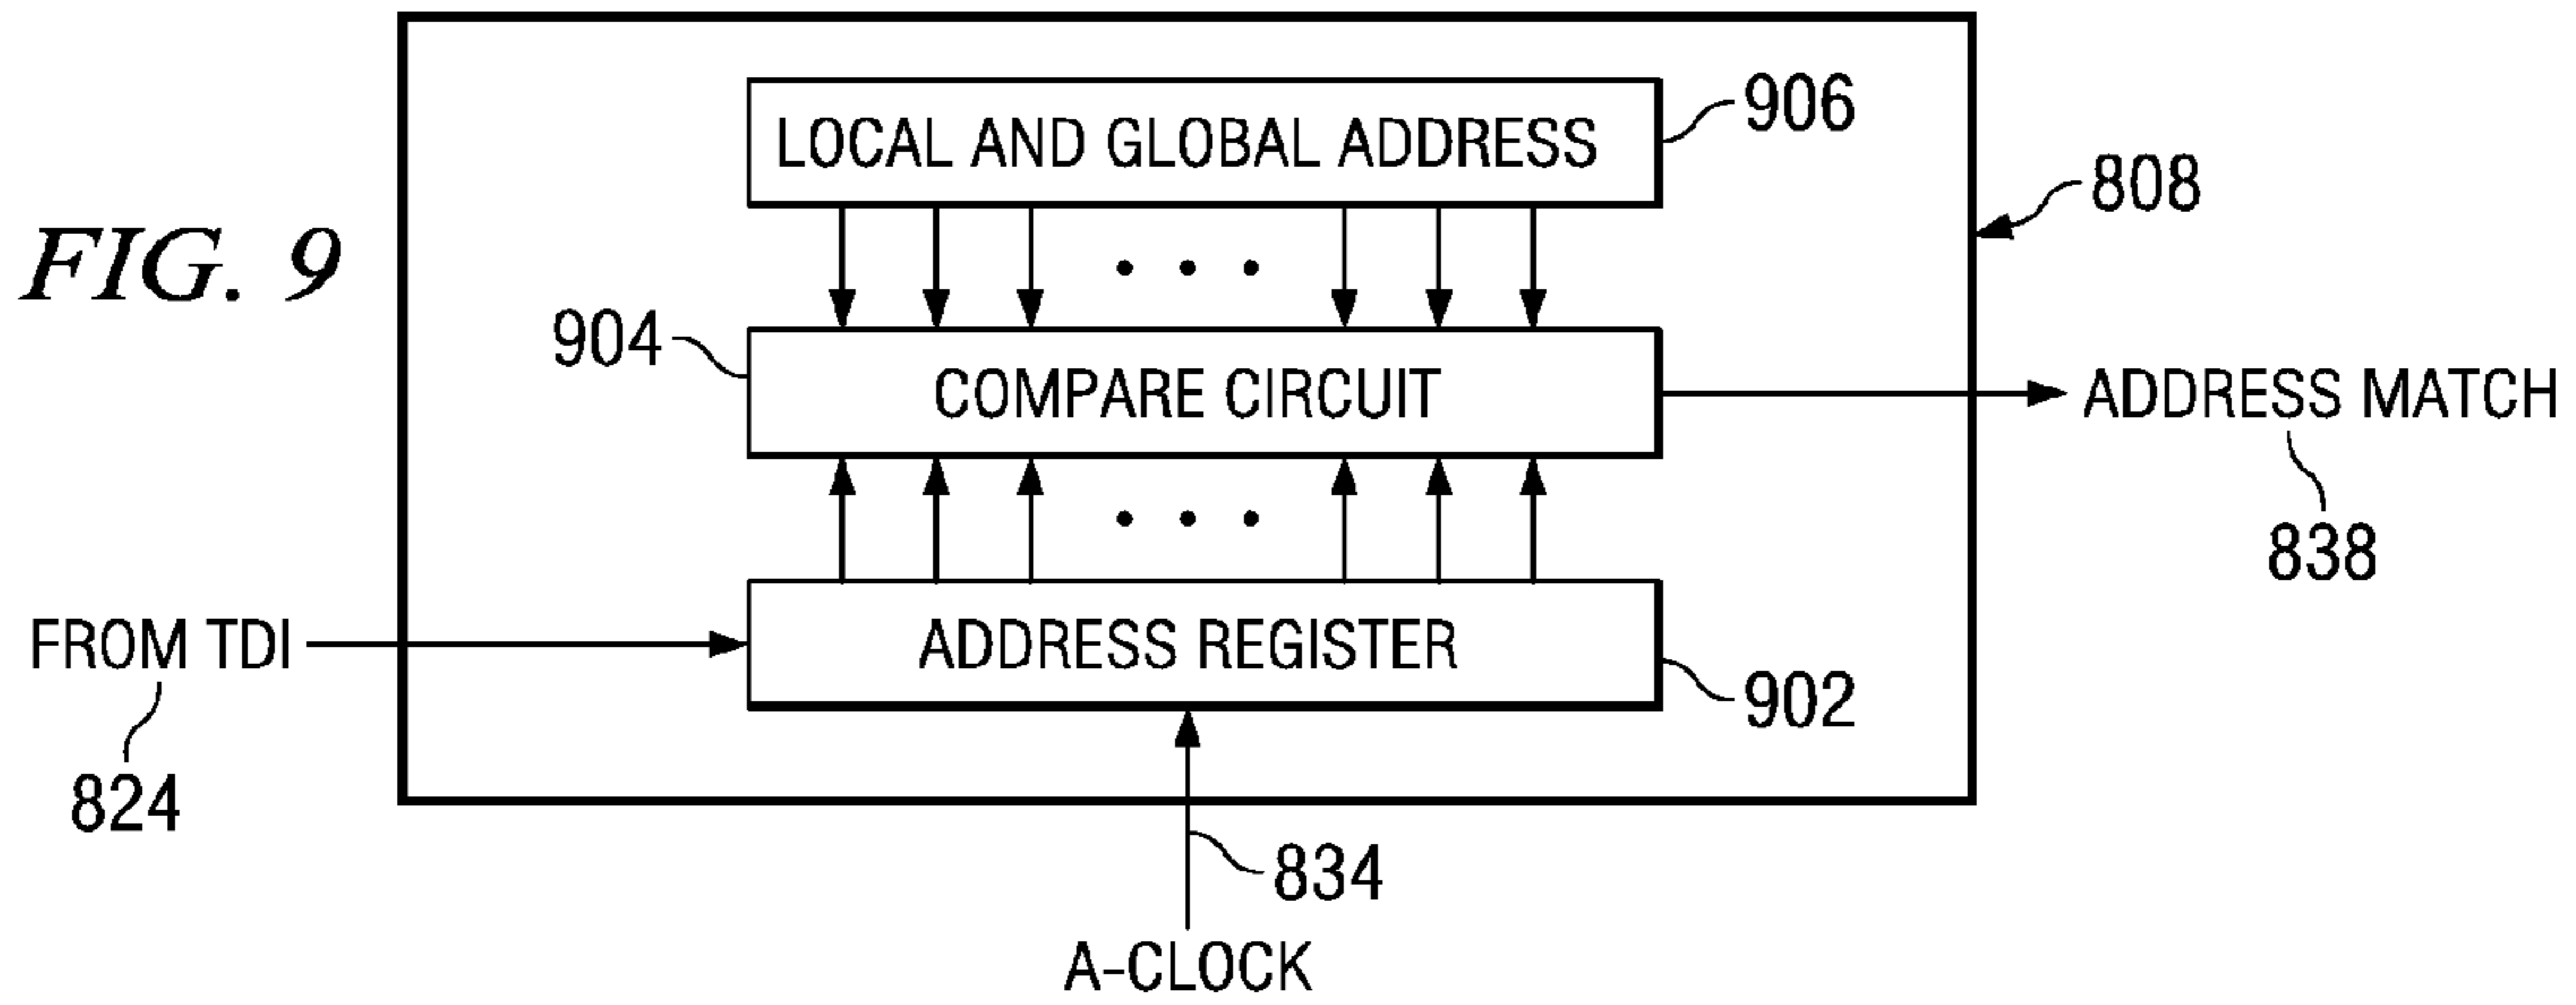 FIG. 9
LOCAL AND GLOBAL ADDRESS
906
808
904
COMPARE CIRCUIT
ADDRESS MATCH
838
FROM TDI
824
ADDRESS REGISTER
902
834
A-CLOCK